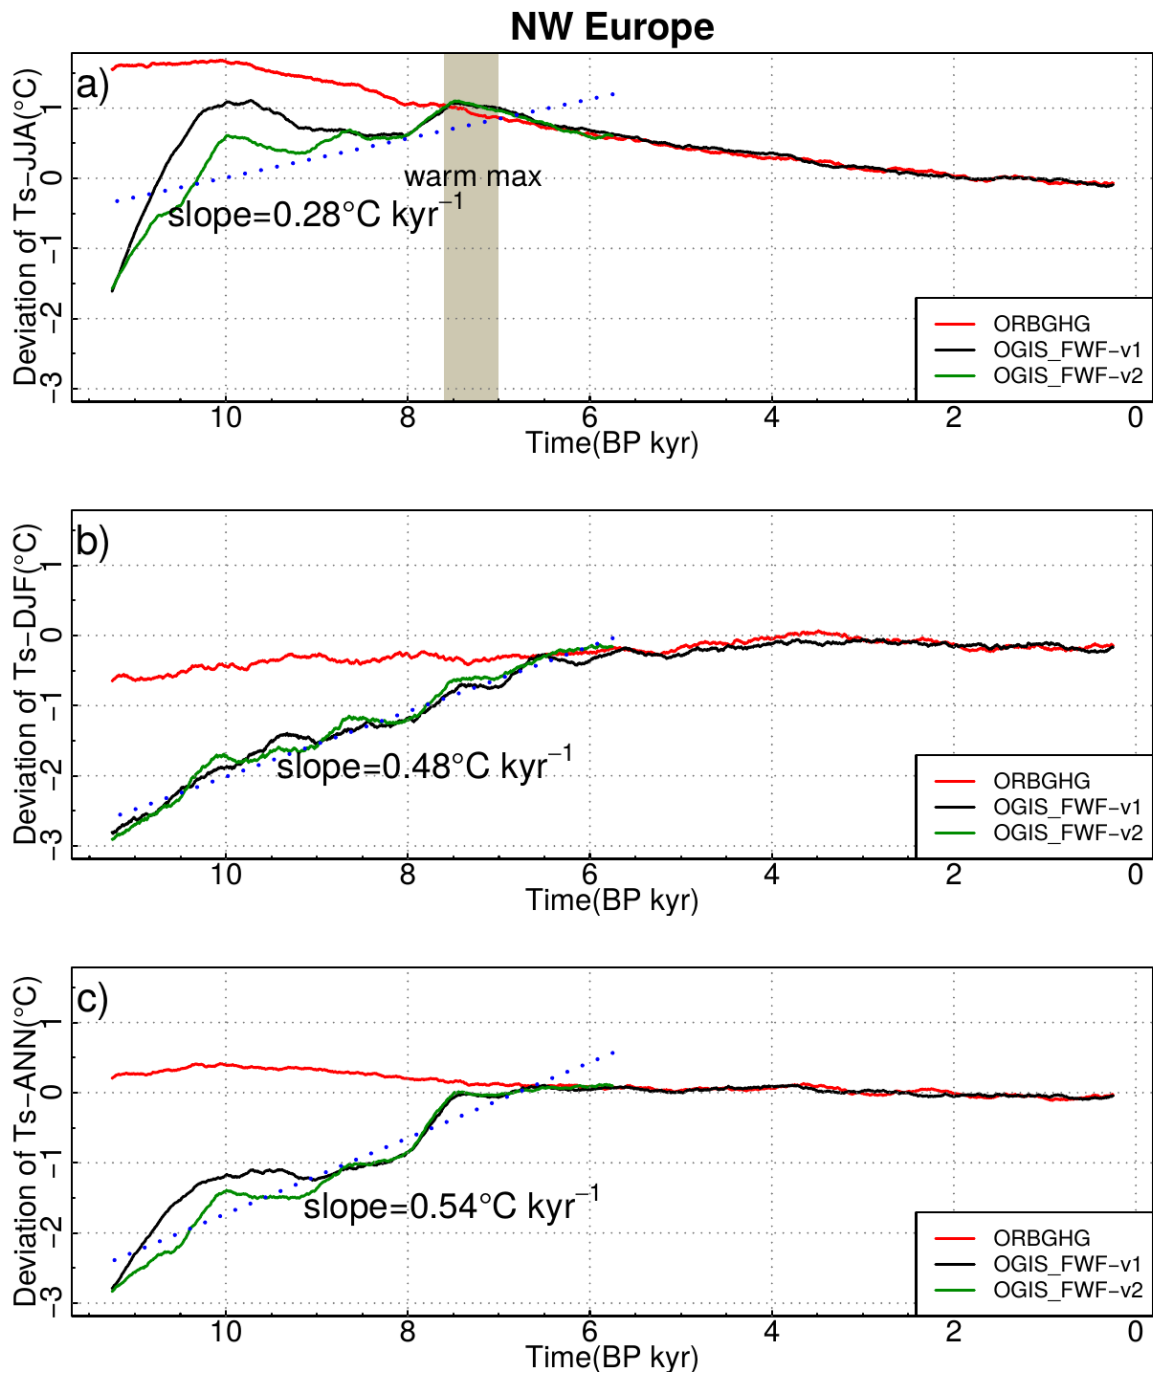 NW Europe
a)
Deviation of Ts−JJA(°C)
1
0
−1
−2
−3
warm max
slope=0.28°C kyr−1
ORBGHG
OGIS_FWF−v1
OGIS_FWF−v2
10 8 6 4 2 0
Time(BP kyr)
b)
Deviation of Ts−DJF(°C)
1
0
−1
−2
−3
slope=0.48°C kyr−1
ORBGHG
OGIS_FWF−v1
OGIS_FWF−v2
10 8 6 4 2 0
Time(BP kyr)
c)
Deviation of Ts−ANN(°C)
1
0
−1
−2
−3
slope=0.54°C kyr−1
ORBGHG
OGIS_FWF−v1
OGIS_FWF−v2
10 8 6 4 2 0
Time(BP kyr)